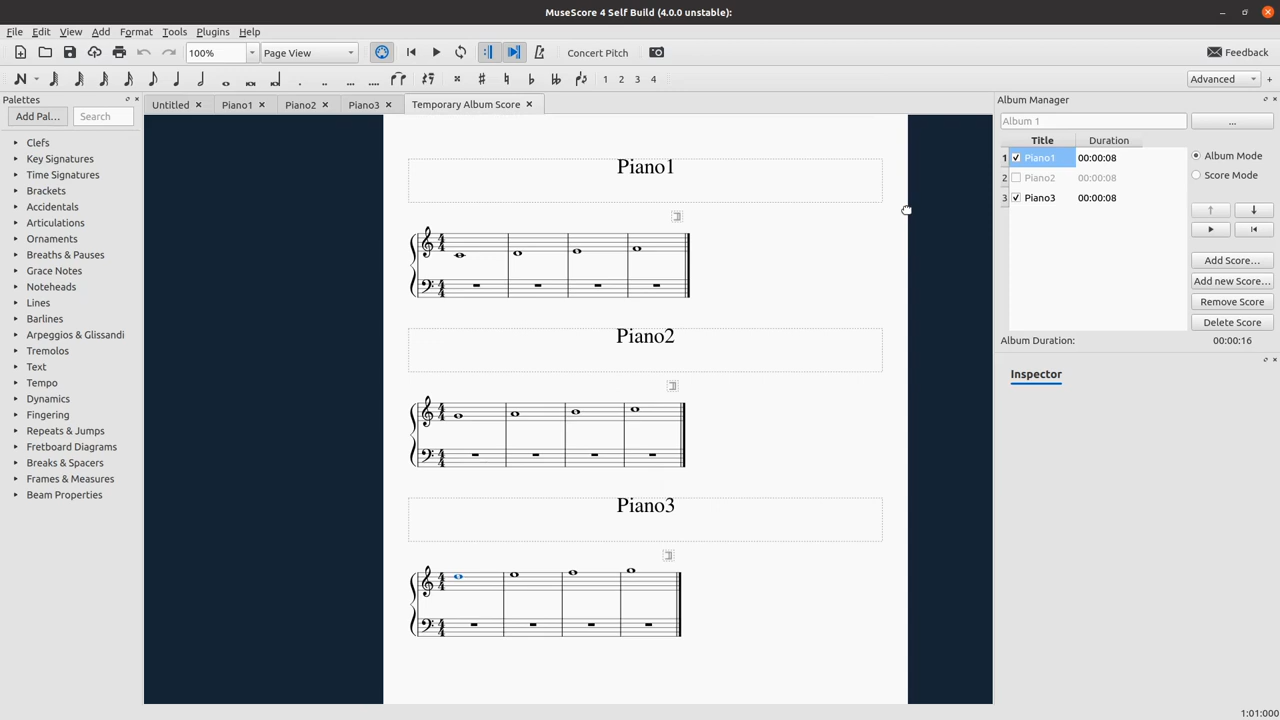 MuseScore 4 Self Build (4.0.0 unstable):
File Edit View Add Format Tools Plugins Help
100% Page View Concert Pitch Feedback
1 2 3 4 Advanced +
Palettes
Add Pal... Search
Clefs
Key Signatures
Time Signatures
Brackets
Accidentals
Articulations
Ornaments
Breaths & Pauses
Grace Notes
Noteheads
Lines
Barlines
Arpeggios & Glissandi
Tremolos
Text
Tempo
Dynamics
Fingering
Repeats & Jumps
Fretboard Diagrams
Breaks & Spacers
Frames & Measures
Beam Properties
Untitled Piano1 Piano2 Piano3 Temporary Album Score
Piano1
Piano2
Piano3
Album Manager
Album 1 ...
Title Duration
1 Piano1 00:00:08
2 Piano2 00:00:08
3 Piano3 00:00:08
Album Mode
Score Mode
Add Score...
Add new Score...
Remove Score
Delete Score
Album Duration: 00:00:16
Inspector
1:01:000